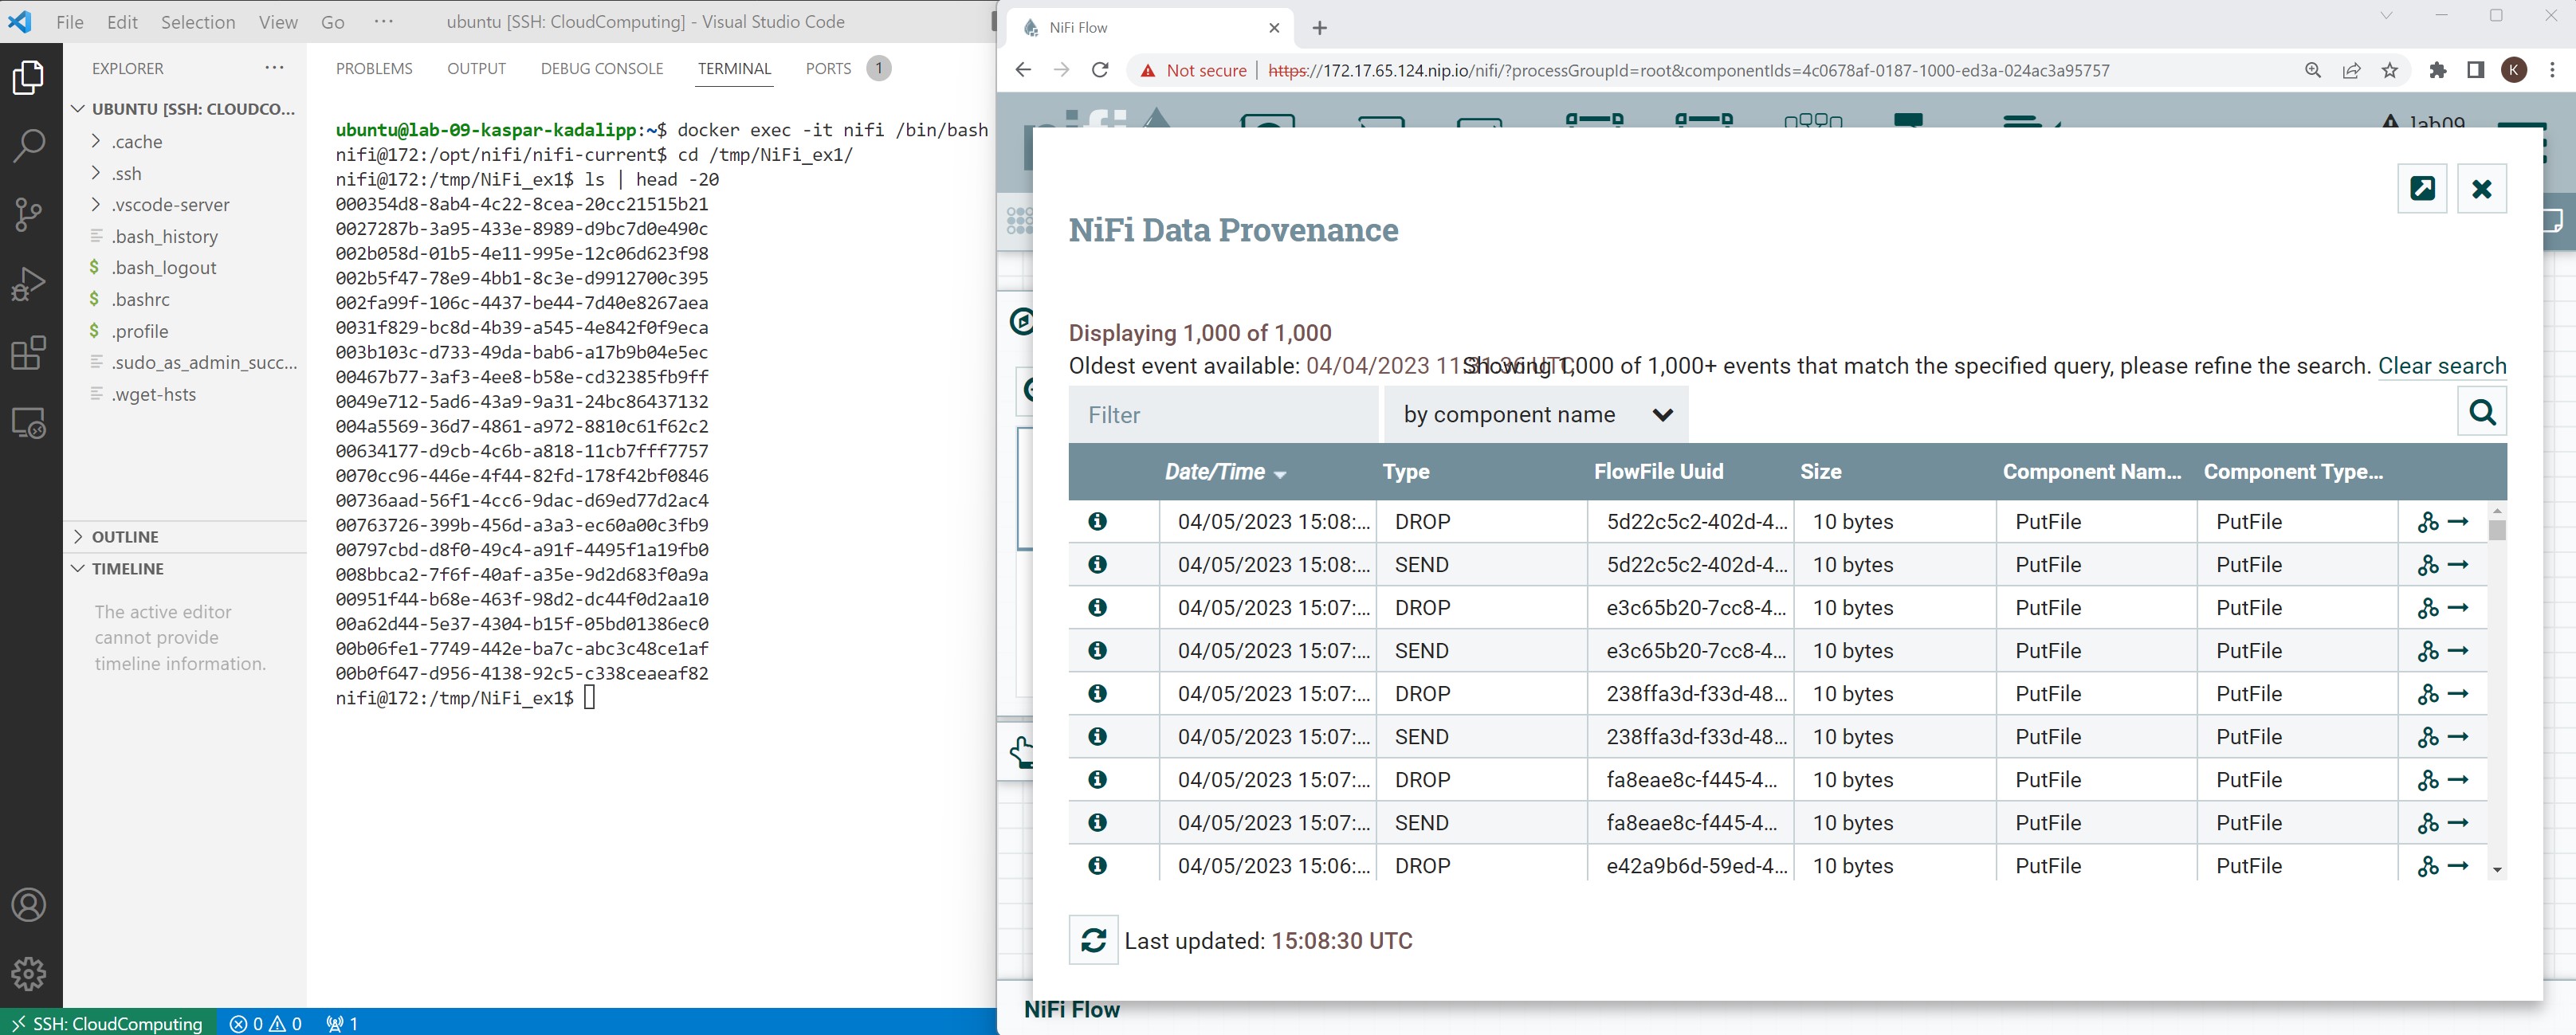 File Edit Selection View Go ··· ubuntu [SSH: CloudComputing] - Visual Studio Code
EXPLORER ···
UBUNTU [SSH: CLOUDCO...
.cache
.ssh
.vscode-server
.bash_history
.bash_logout
.bashrc
.profile
.sudo_as_admin_succ...
.wget-hsts
OUTLINE
TIMELINE
The active editor
cannot provide
timeline information.
PROBLEMS OUTPUT DEBUG CONSOLE TERMINAL PORTS 1
ubuntu@lab-09-kaspar-kadalipp:~$ docker exec -it nifi /bin/bash
nifi@172:/opt/nifi/nifi-current$ cd /tmp/NiFi_ex1/
nifi@172:/tmp/NiFi_ex1$ ls | head -20
000354d8-8ab4-4c22-8cea-20cc21515b21
0027287b-3a95-433e-8989-d9bc7d0e490c
002b058d-01b5-4e11-995e-12c06d623f98
002b5f47-78e9-4bb1-8c3e-d9912700c395
002fa99f-106c-4437-be44-7d40e8267aea
0031f829-bc8d-4b39-a545-4e842f0f9eca
003b103c-d733-49da-bab6-a17b9b04e5ec
00467b77-3af3-4ee8-b58e-cd32385fb9ff
0049e712-5ad6-43a9-9a31-24bc86437132
004a5569-36d7-4861-a972-8810c61f62c2
00634177-d9cb-4c6b-a818-11cb7fff7757
0070cc96-446e-4f44-82fd-178f42bf0846
00736aad-56f1-4cc6-9dac-d69ed77d2ac4
00763726-399b-456d-a3a3-ec60a00c3fb9
00797cbd-d8f0-49c4-a91f-4495f1a19fb0
008bbca2-7f6f-40af-a35e-9d2d683f0a9a
00951f44-b68e-463f-98d2-dc44f0d2aa10
00a62d44-5e37-4304-b15f-05bd01386ec0
00b06fe1-7749-442e-ba7c-abc3c48ce1af
00b0f647-d956-4138-92c5-c338ceaeaf82
nifi@172:/tmp/NiFi_ex1$
SSH: CloudComputing 0 0 1
NiFi Flow
Not secure | https://172.17.65.124.nip.io/nifi/?processGroupId=root&componentIds=4c0678af-0187-1000-ed3a-024ac3a95757 K
nifi lab09
NiFi Data Provenance
Displaying 1,000 of 1,000
Oldest event available: 04/04/2023 11:31:36 UTC Showing 1,000 of 1,000+ events that match the specified query, please refine the search. Clear search
Filter by component name
Date/Time Type FlowFile Uuid Size Component Nam... Component Type...
04/05/2023 15:08:... DROP 5d22c5c2-402d-4... 10 bytes PutFile PutFile
04/05/2023 15:08:... SEND 5d22c5c2-402d-4... 10 bytes PutFile PutFile
04/05/2023 15:07:... DROP e3c65b20-7cc8-4... 10 bytes PutFile PutFile
04/05/2023 15:07:... SEND e3c65b20-7cc8-4... 10 bytes PutFile PutFile
04/05/2023 15:07:... DROP 238ffa3d-f33d-48... 10 bytes PutFile PutFile
04/05/2023 15:07:... SEND 238ffa3d-f33d-48... 10 bytes PutFile PutFile
04/05/2023 15:07:... DROP fa8eae8c-f445-4... 10 bytes PutFile PutFile
04/05/2023 15:07:... SEND fa8eae8c-f445-4... 10 bytes PutFile PutFile
04/05/2023 15:06:... DROP e42a9b6d-59ed-4... 10 bytes PutFile PutFile
Last updated: 15:08:30 UTC
NiFi Flow